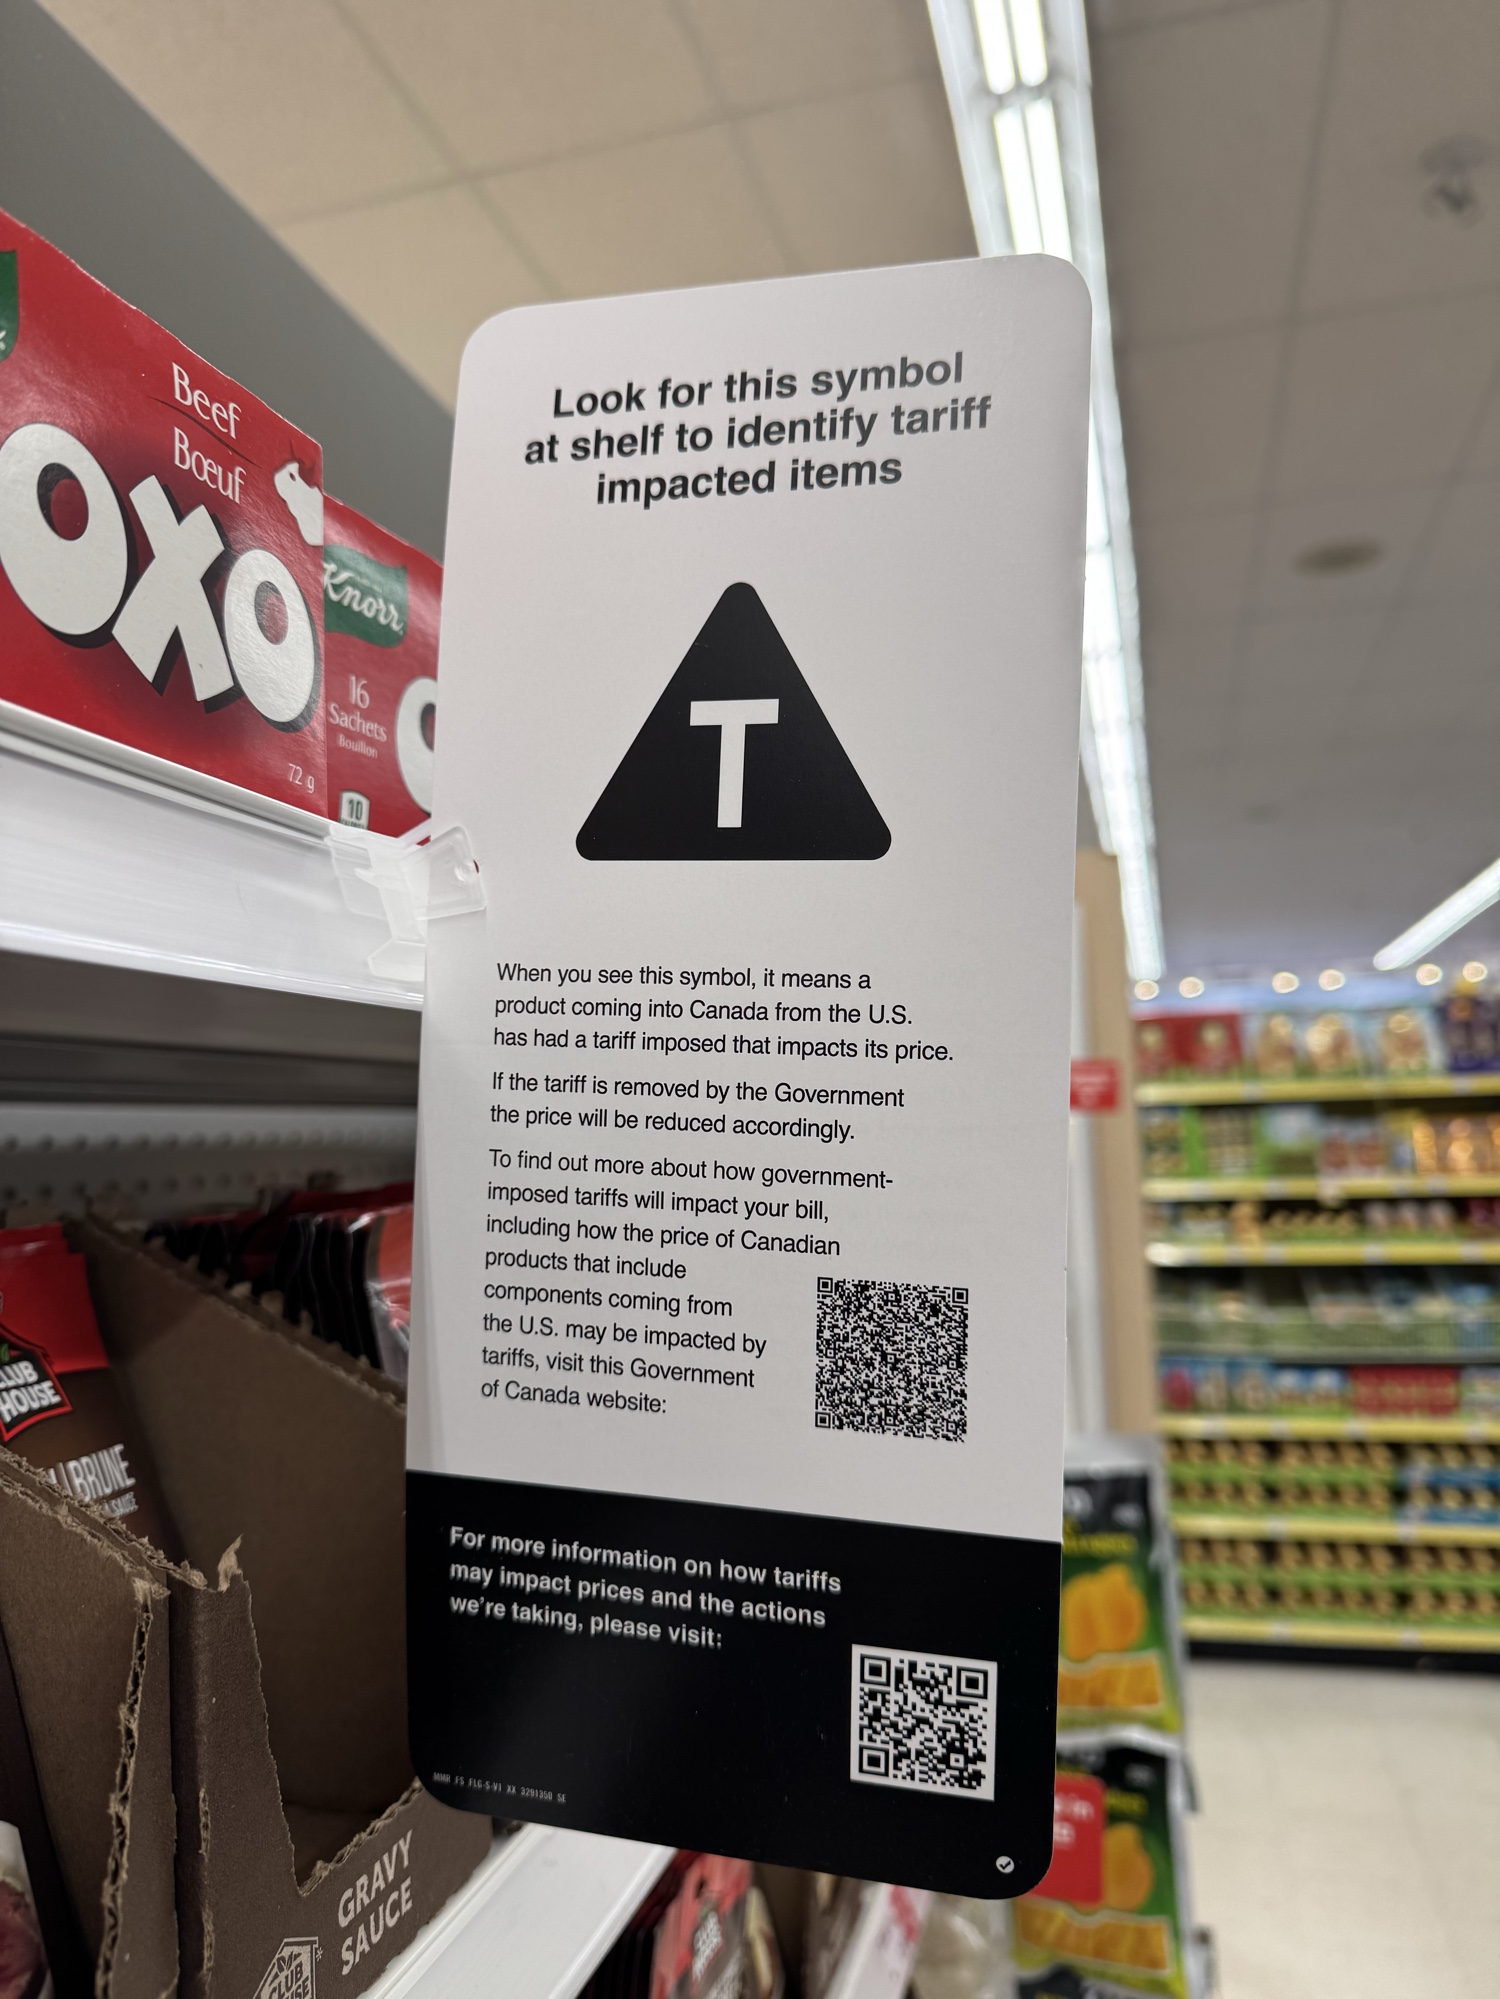 Look for this symbol
at shelf to identify tariff
impacted items
T
When you see this symbol, it means a
product coming into Canada from the U.S.
has had a tariff imposed that impacts its price.
If the tariff is removed by the Government
the price will be reduced accordingly.
To find out more about how government-
imposed tariffs will impact your bill,
including how the price of Canadian
products that include
components coming from
the U.S. may be impacted by
tariffs, visit this Government
of Canada website:
For more information on how tariffs
may impact prices and the actions
we're taking, please visit:
Beef
Bœuf
OXO
72 g
Knorr
16
Sachets
Bouillon
10
CLUB
HOUSE
BRUNE
SAUCE
GRAVY
SAUCE
CLUB